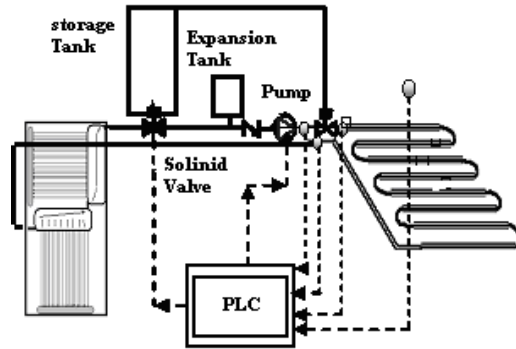 storage
Tank
Expansion
Tank
Pump
Solinid
Valve
PLC